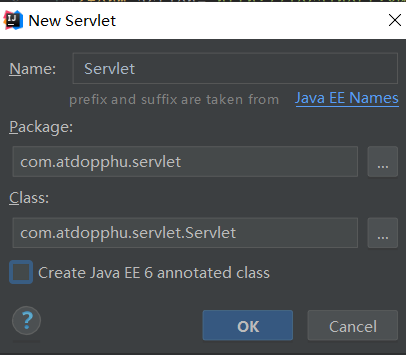 New Servlet
Name: Servlet
prefix and suffix are taken from Java EE Names
Package:
com.atdopphu.servlet ...
Class:
com.atdopphu.servlet.Servlet ...
Create Java EE 6 annotated class
? OK Cancel